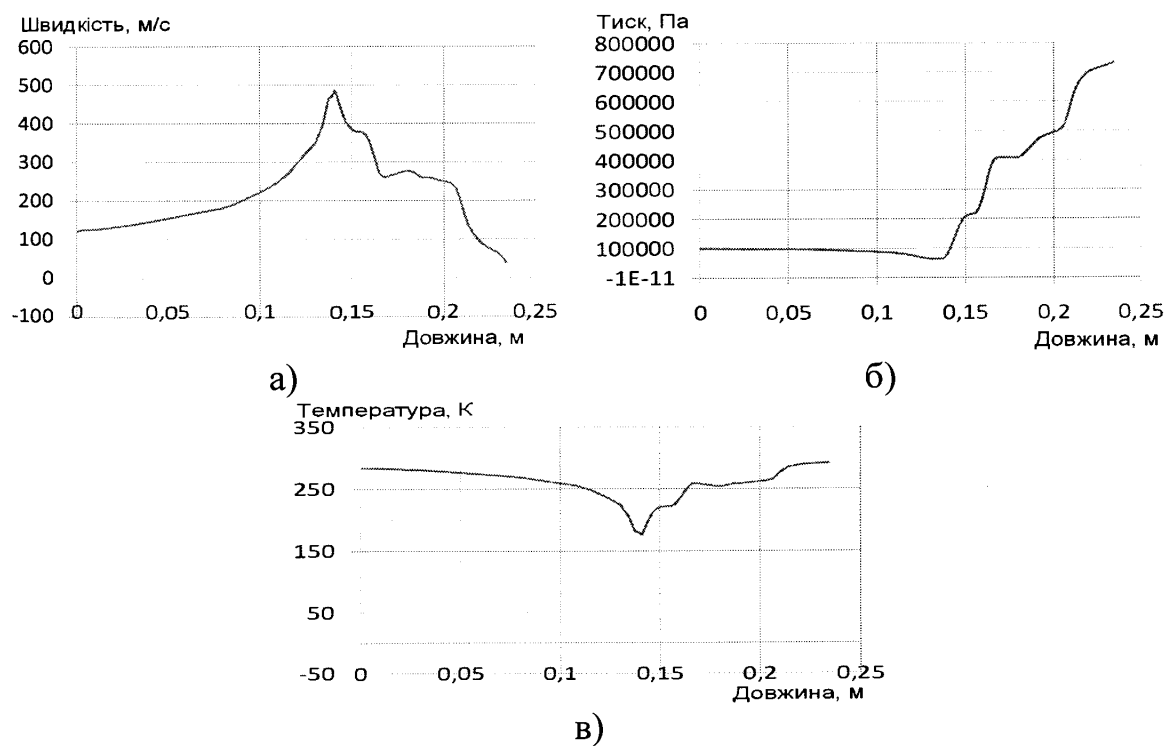 Швидкість, м/с
600
500
400
300
200
100
0
-100
0 0,05 0,1 0,15 0,2 0,25
Довжина, м
а)
Тиск, Па
800000
700000
600000
500000
400000
300000
200000
100000
-1E-11
0 0,05 0,1 0,15 0,2 0,25
Довжина, м
б)
Температура, К
350
250
150
50
-50
0 0,05 0,1 0,15 0,2 0,25
Довжина, м
в)